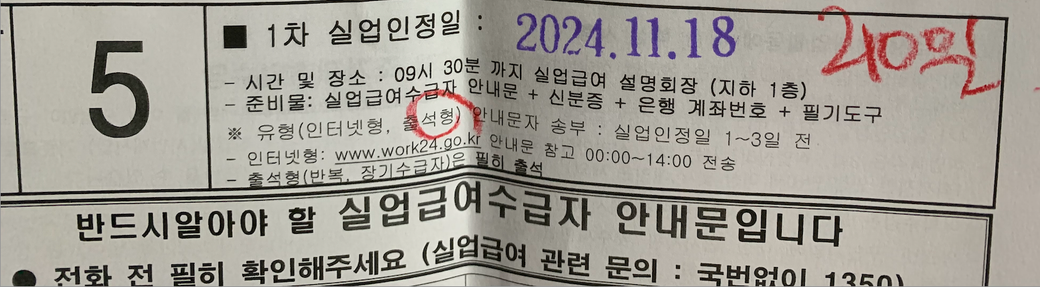 5
■ 1차 실업인정일 : 2024.11.18
210일
- 시간 및 장소 : 09시 30분 까지 실업급여 설명회장 (지하 1층)
- 준비물: 실업급여수급자 안내문 + 신분증 + 은행 계좌번호 + 필기도구
※ 유형(인터넷형, 출석형) 안내문자 송부 : 실업인정일 1~3일 전
- 인터넷형: www.work24.go.kr 안내문 참고 00:00~14:00 전송
- 출석형(반복, 장기수급자)은 필히 출석
반드시알아야 할 실업급여수급자 안내문입니다
● 전화 전 필히 확인해주세요 (실업급여 관련 문의 : 국번없이 1350)